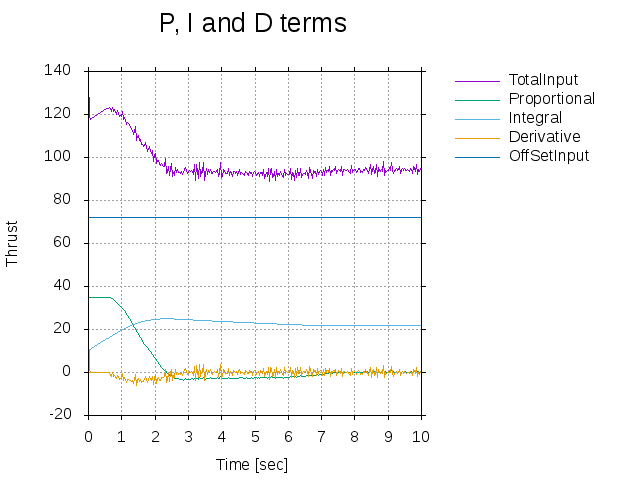 P, I and D terms
140
120
100
80
60
40
20
0
-20
0 1 2 3 4 5 6 7 8 9 10
Thrust
Time [sec]
TotalInput
Proportional
Integral
Derivative
OffSetInput